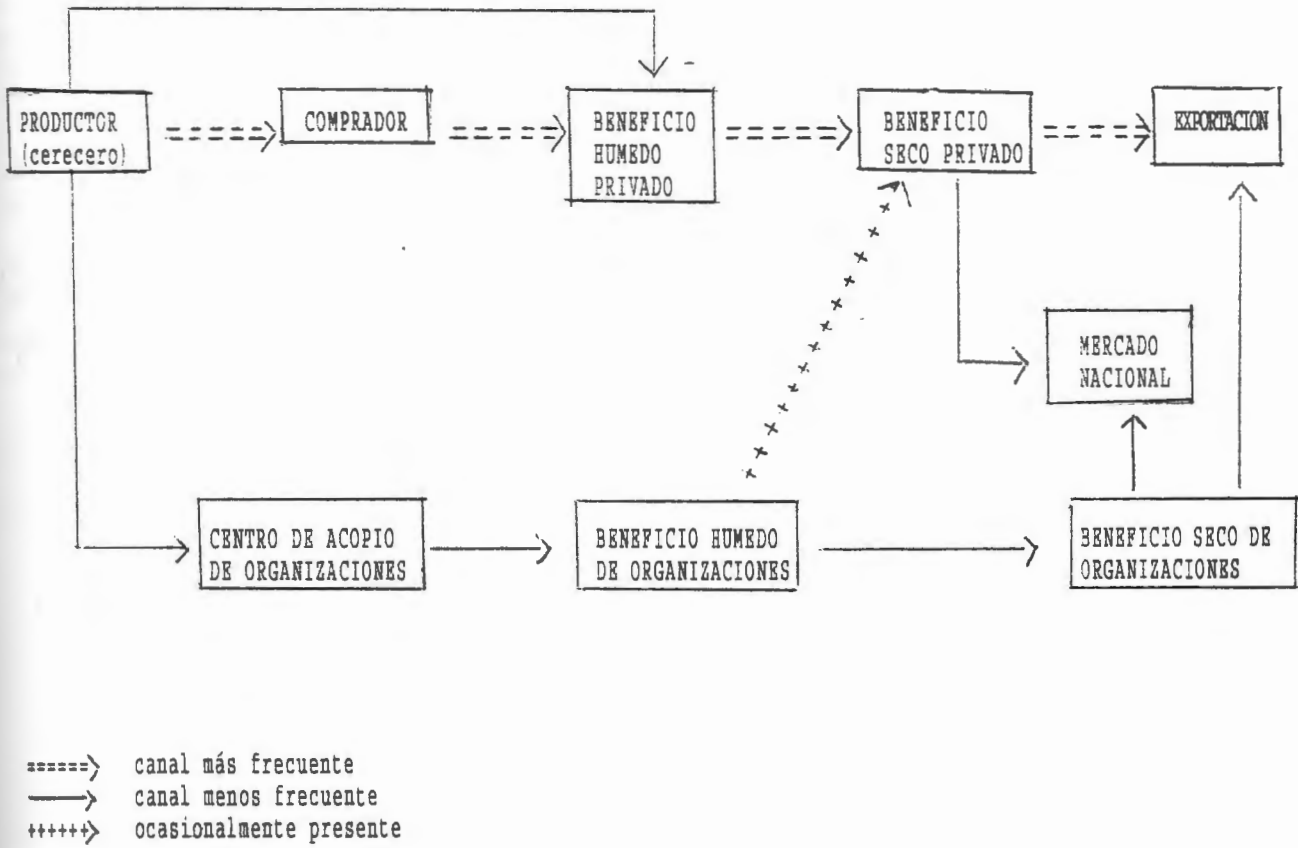 PRODUCTOR
(cerecero)
COMPRADOR
BENEFICIO
HUMEDO
PRIVADO
BENEFICIO
SECO PRIVADO
EXPORTACION
MERCADO
NACIONAL
CENTRO DE ACOPIO
DE ORGANIZACIONES
BENEFICIO HUMEDO
DE ORGANIZACIONES
BENEFICIO SECO DE
ORGANIZACIONES
======> canal más frecuente
———> canal menos frecuente
++++++> ocasionalmente presente